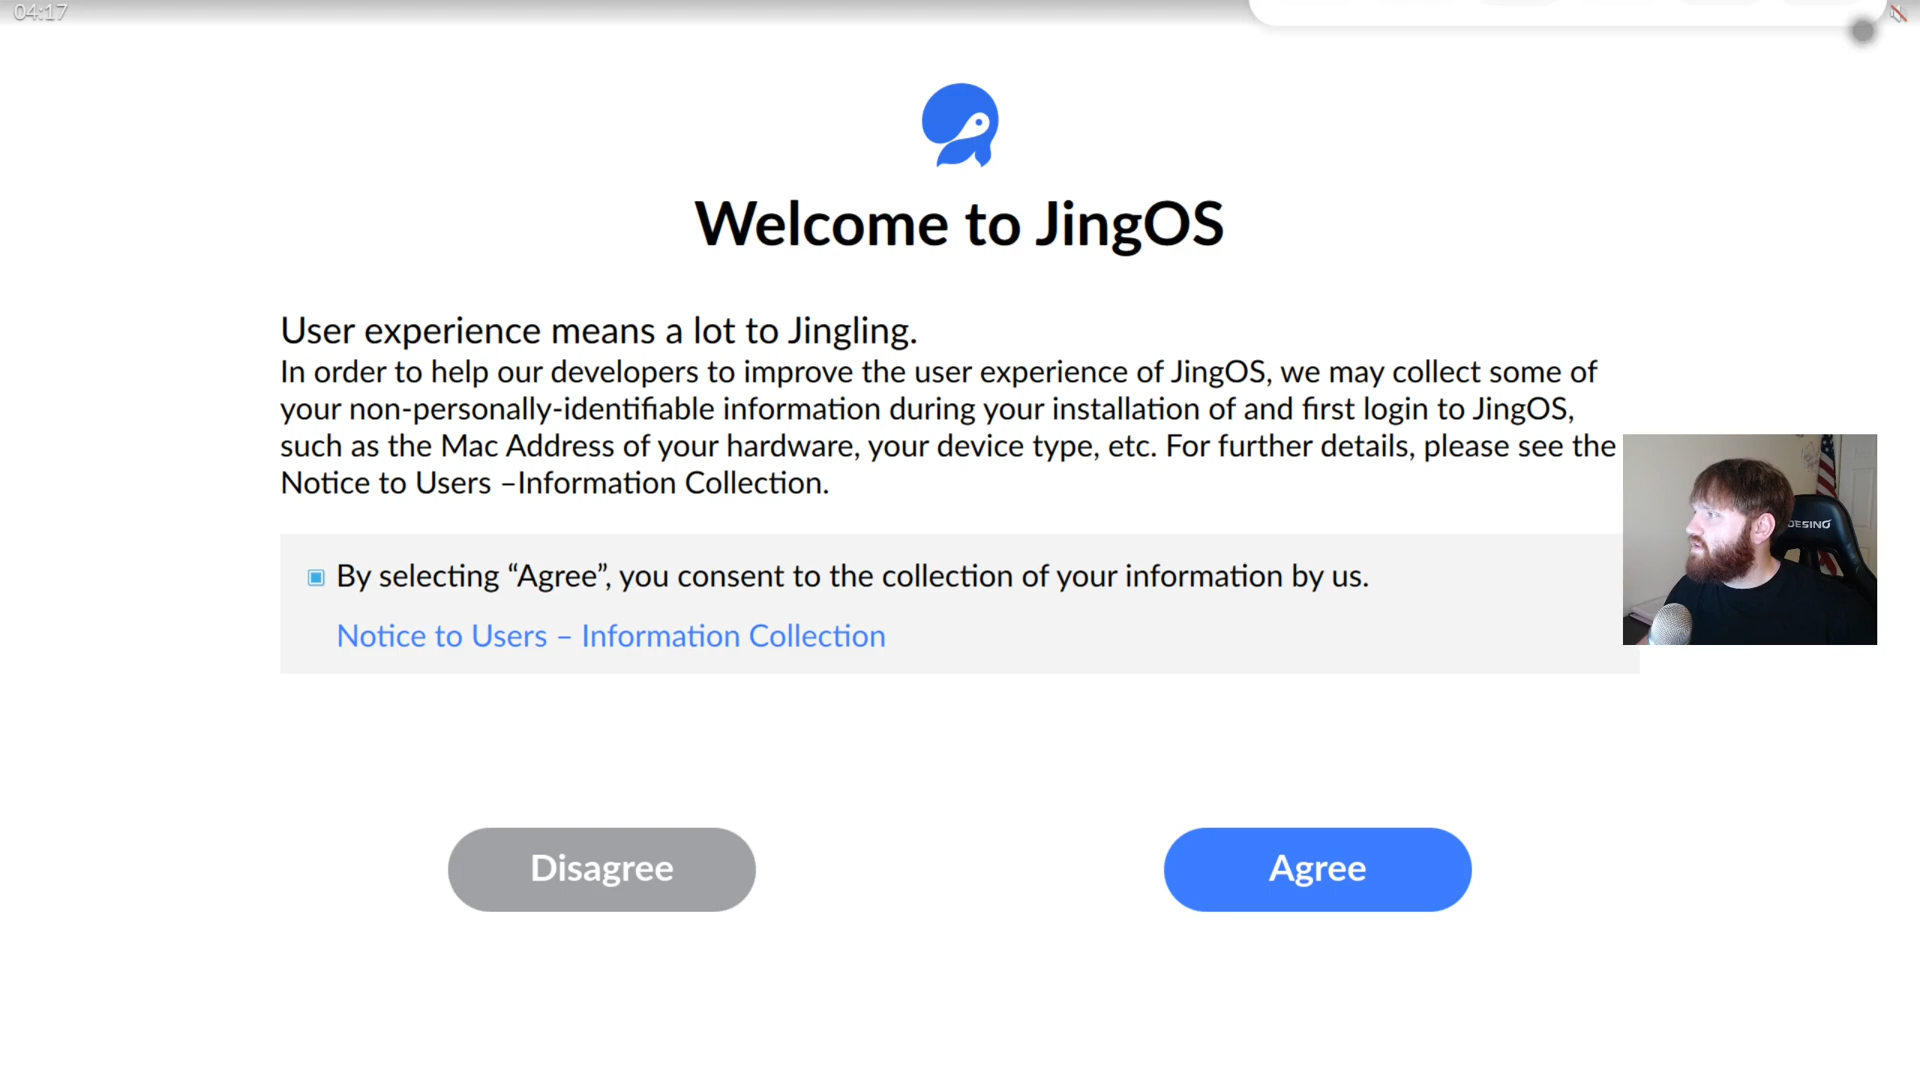 04:17
Welcome to JingOS
User experience means a lot to Jingling.
In order to help our developers to improve the user experience of JingOS, we may collect some of
your non-personally-identifiable information during your installation of and first login to JingOS,
such as the Mac Address of your hardware, your device type, etc. For further details, please see the
Notice to Users –Information Collection.
By selecting “Agree”, you consent to the collection of your information by us.
Notice to Users – Information Collection
DESINO
Disagree
Agree